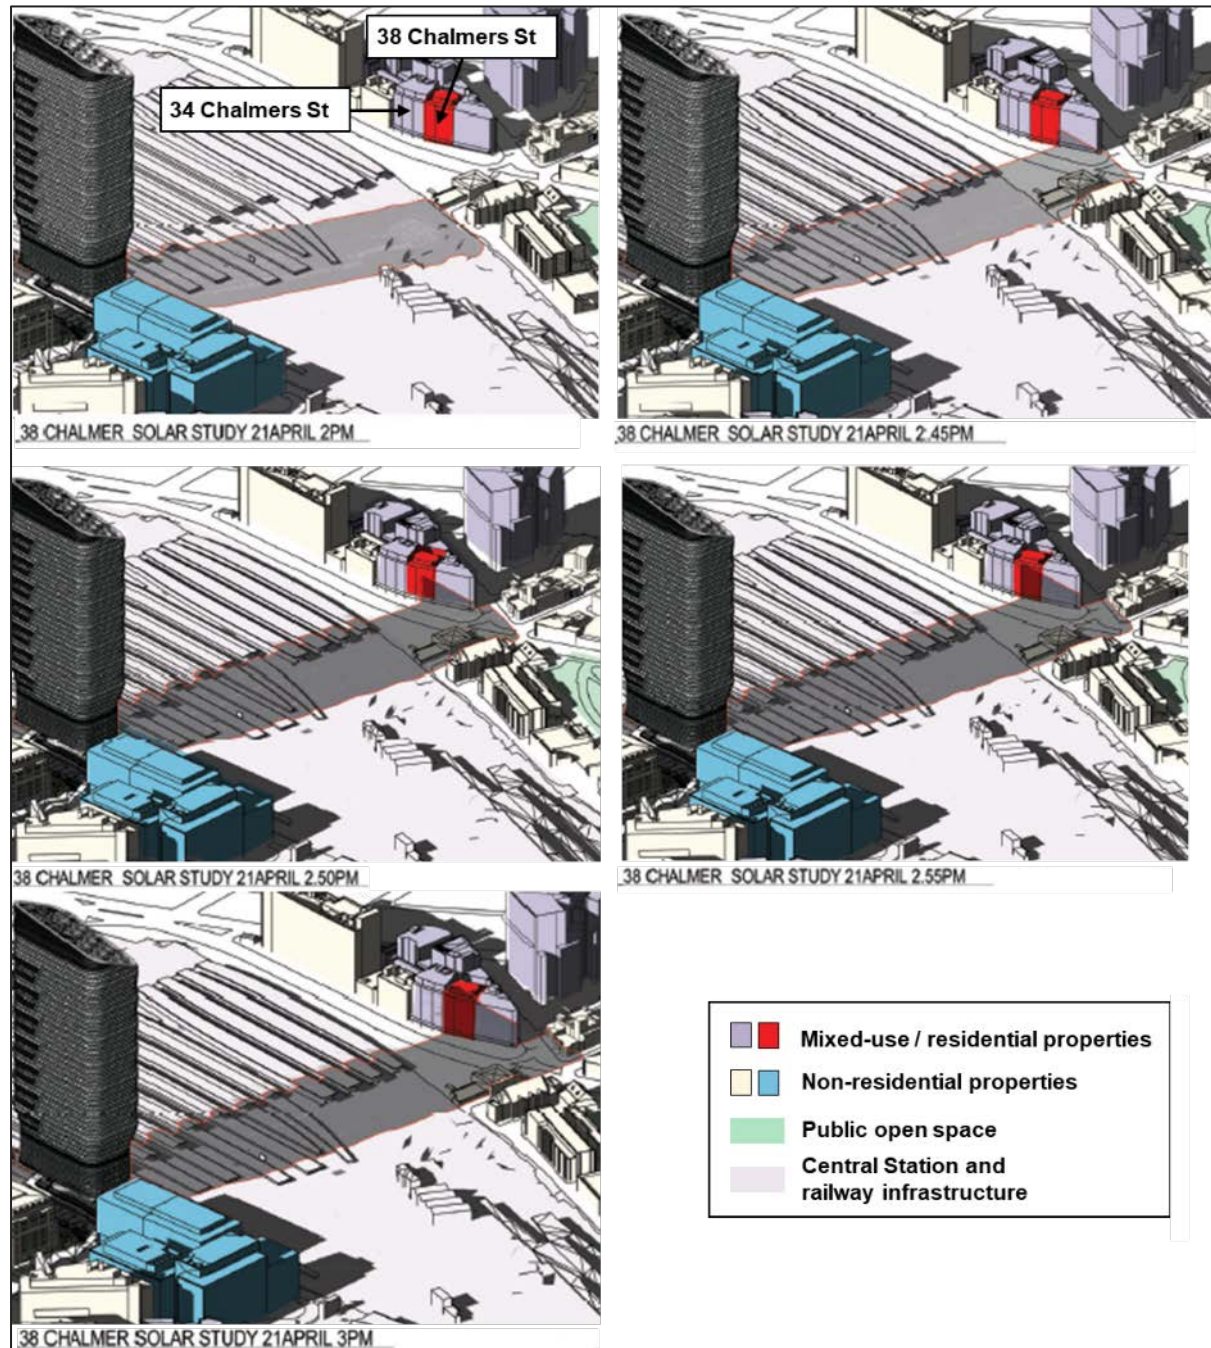 38 Chalmers St
34 Chalmers St
38 CHALMER SOLAR STUDY 21APRIL 2PM
38 CHALMER SOLAR STUDY 21APRIL 2:45PM
38 CHALMER SOLAR STUDY 21APRIL 2.50PM
38 CHALMER SOLAR STUDY 21APRIL 2.55PM
38 CHALMER SOLAR STUDY 21APRIL 3PM
Mixed-use / residential properties
Non-residential properties
Public open space
Central Station and
railway infrastructure